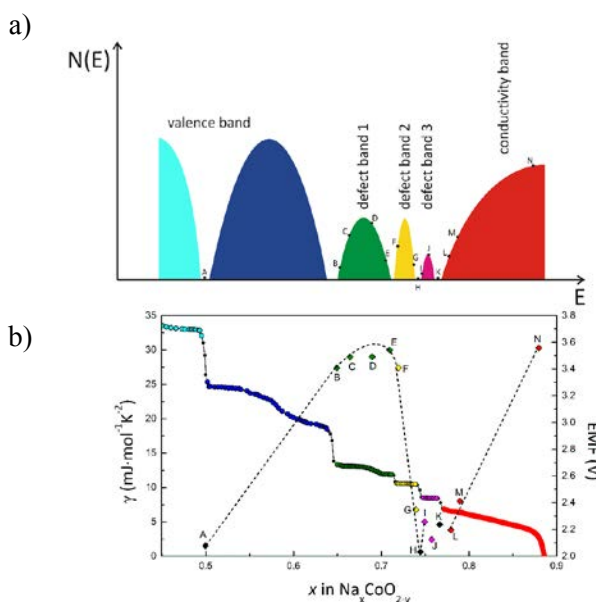 a)
N(E)
valence band
defect band 1
defect band 2
defect band 3
conductivity band
A
B
C
D
E
F
G
H
I
J
K
L
M
N
E
b)
γ (mJ·mol⁻¹K⁻²)
35
30
25
20
15
10
5
0
A
B
C
D
E
F
G
H
I
J
K
L
M
N
3.8
3.6
3.4
3.2
3.0
2.8
2.6
2.4
2.2
2.0
EMF (V)
0.5 0.6 0.7 0.8 0.9
x in NaₓCoO₂₋ᵧ